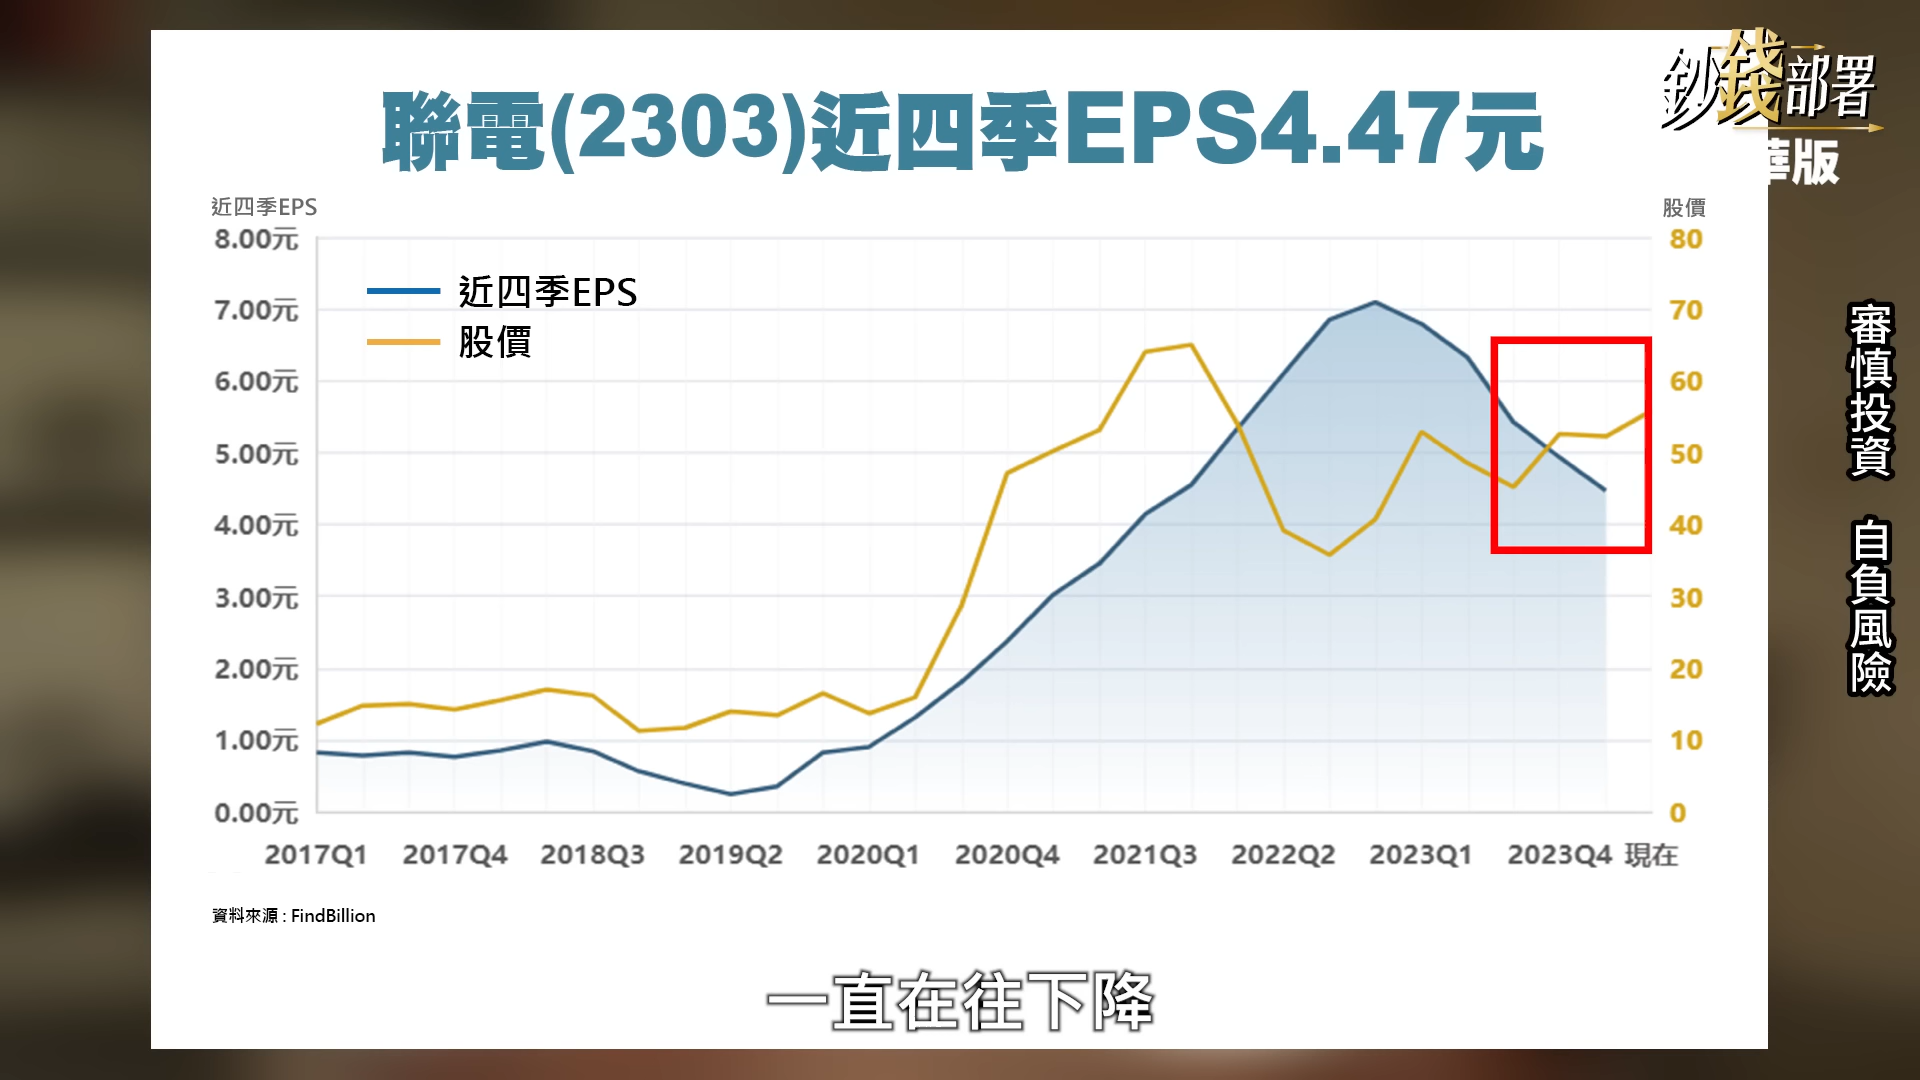 聯電(2303)近四季EPS4.47元
鈔錢部署
華版
近四季EPS
股價
8.00元
7.00元
6.00元
5.00元
4.00元
3.00元
2.00元
1.00元
0.00元
近四季EPS
股價
80
70
60
50
40
30
20
10
0
2017Q1 2017Q4 2018Q3 2019Q2 2020Q1 2020Q4 2021Q3 2022Q2 2023Q1 2023Q4 現在
資料來源 : FindBillion
審慎投資 自負風險
一直在往下降